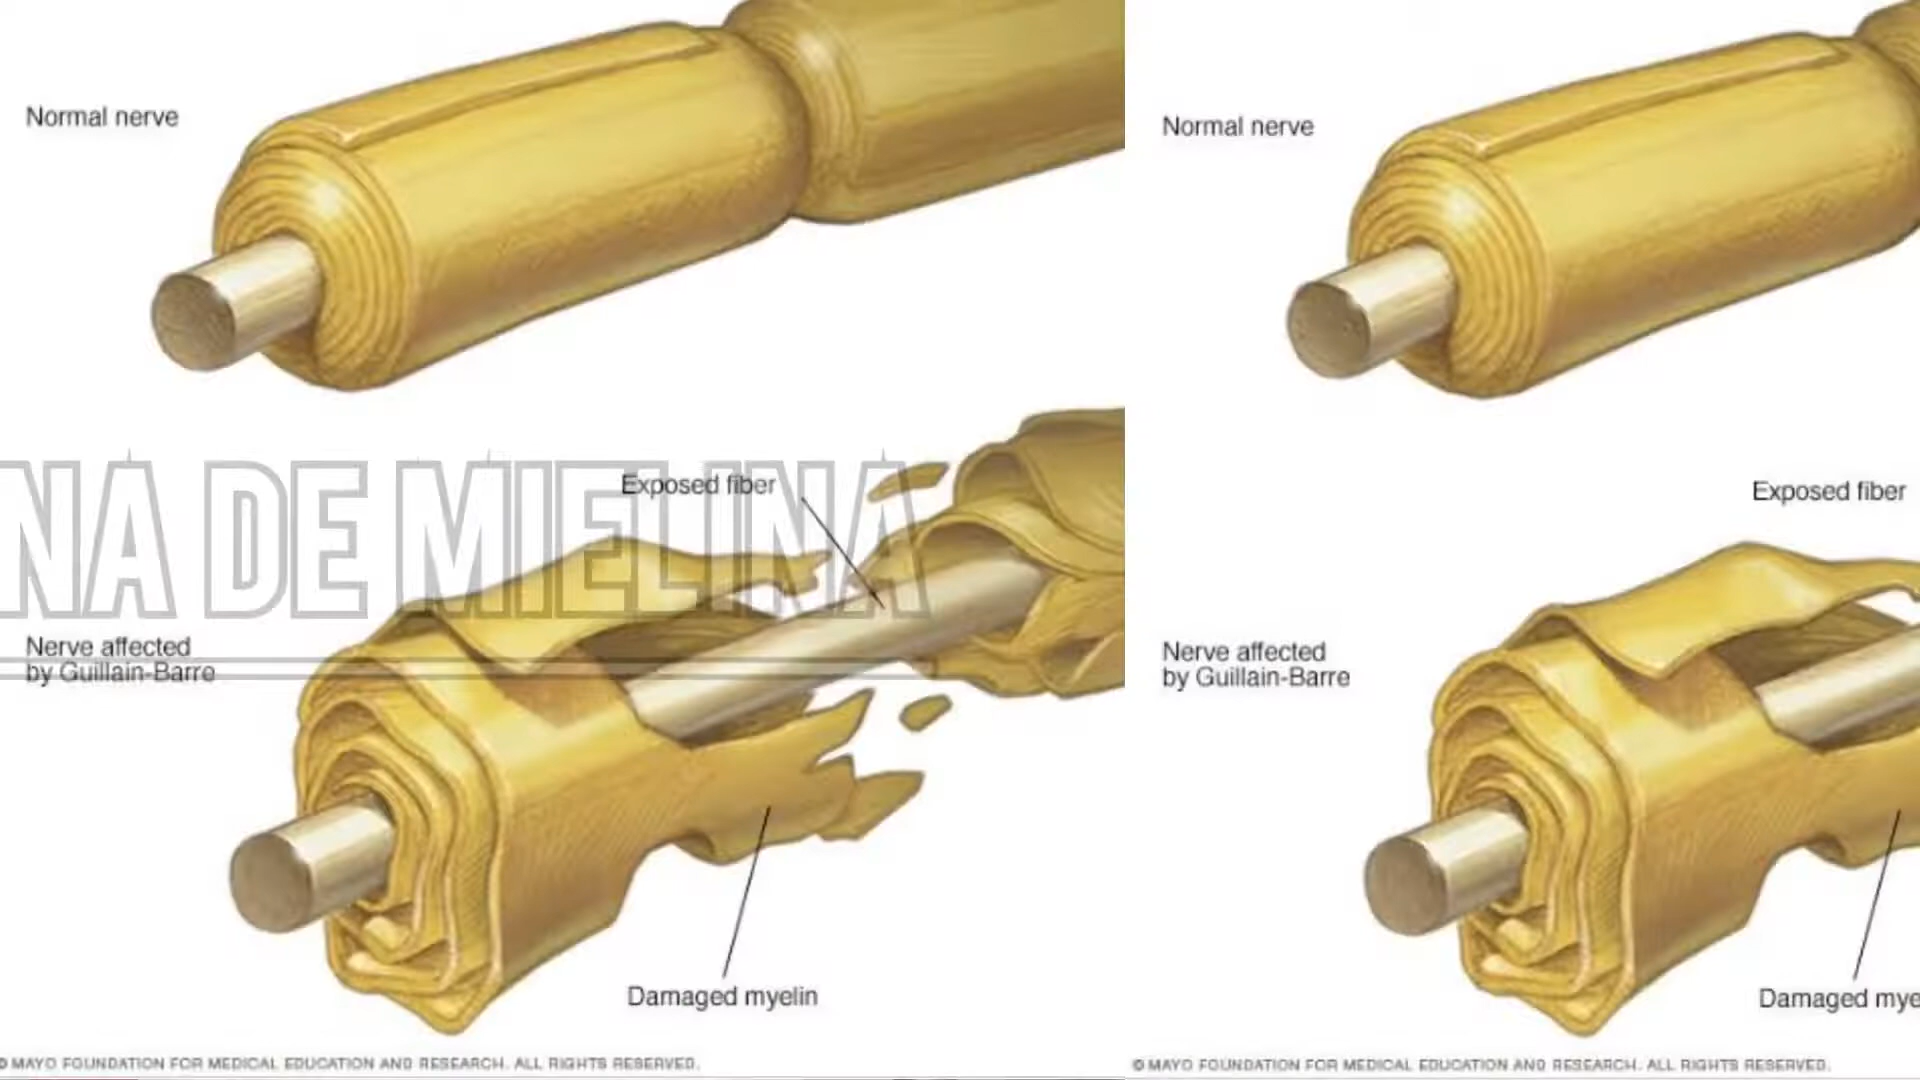 Normal nerve
NA DE MIELINA
Exposed fiber
Nerve affected
by Guillain-Barre
Damaged myelin
© MAYO FOUNDATION FOR MEDICAL EDUCATION AND RESEARCH. ALL RIGHTS RESERVED.
Normal nerve
Exposed fiber
Nerve affected
by Guillain-Barre
Damaged mye
© MAYO FOUNDATION FOR MEDICAL EDUCATION AND RESEARCH. ALL RIGHTS RESERVED.